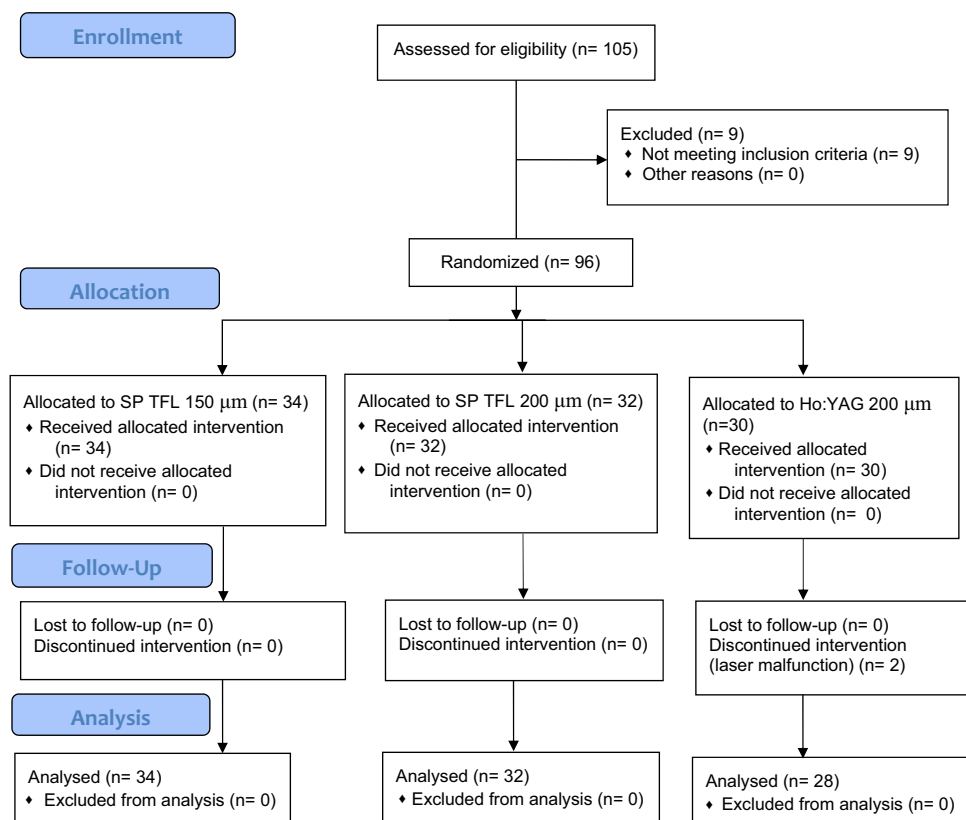 Enrollment
Assessed for eligibility (n= 105)
Excluded (n= 9)
♦ Not meeting inclusion criteria (n= 9)
♦ Other reasons (n= 0)
Randomized (n= 96)
Allocation
Allocated to SP TFL 150 μm (n= 34)
♦ Received allocated intervention
(n= 34)
♦ Did not receive allocated
intervention (n= 0)
Allocated to SP TFL 200 μm (n= 32)
♦ Received allocated intervention
(n= 32)
♦ Did not receive allocated
intervention (n= 0)
Allocated to Ho:YAG 200 μm
(n=30)
♦ Received allocated
intervention (n= 30)
♦ Did not receive allocated
intervention (n=  0)
Follow-Up
Lost to follow-up (n= 0)
Discontinued intervention (n= 0)
Lost to follow-up (n= 0)
Discontinued intervention (n= 0)
Lost to follow-up (n= 0)
Discontinued intervention
(laser malfunction) (n= 2)
Analysis
Analysed (n= 34)
♦ Excluded from analysis (n= 0)
Analysed (n= 32)
♦ Excluded from analysis (n= 0)
Analysed (n= 28)
♦ Excluded from analysis (n= 0)